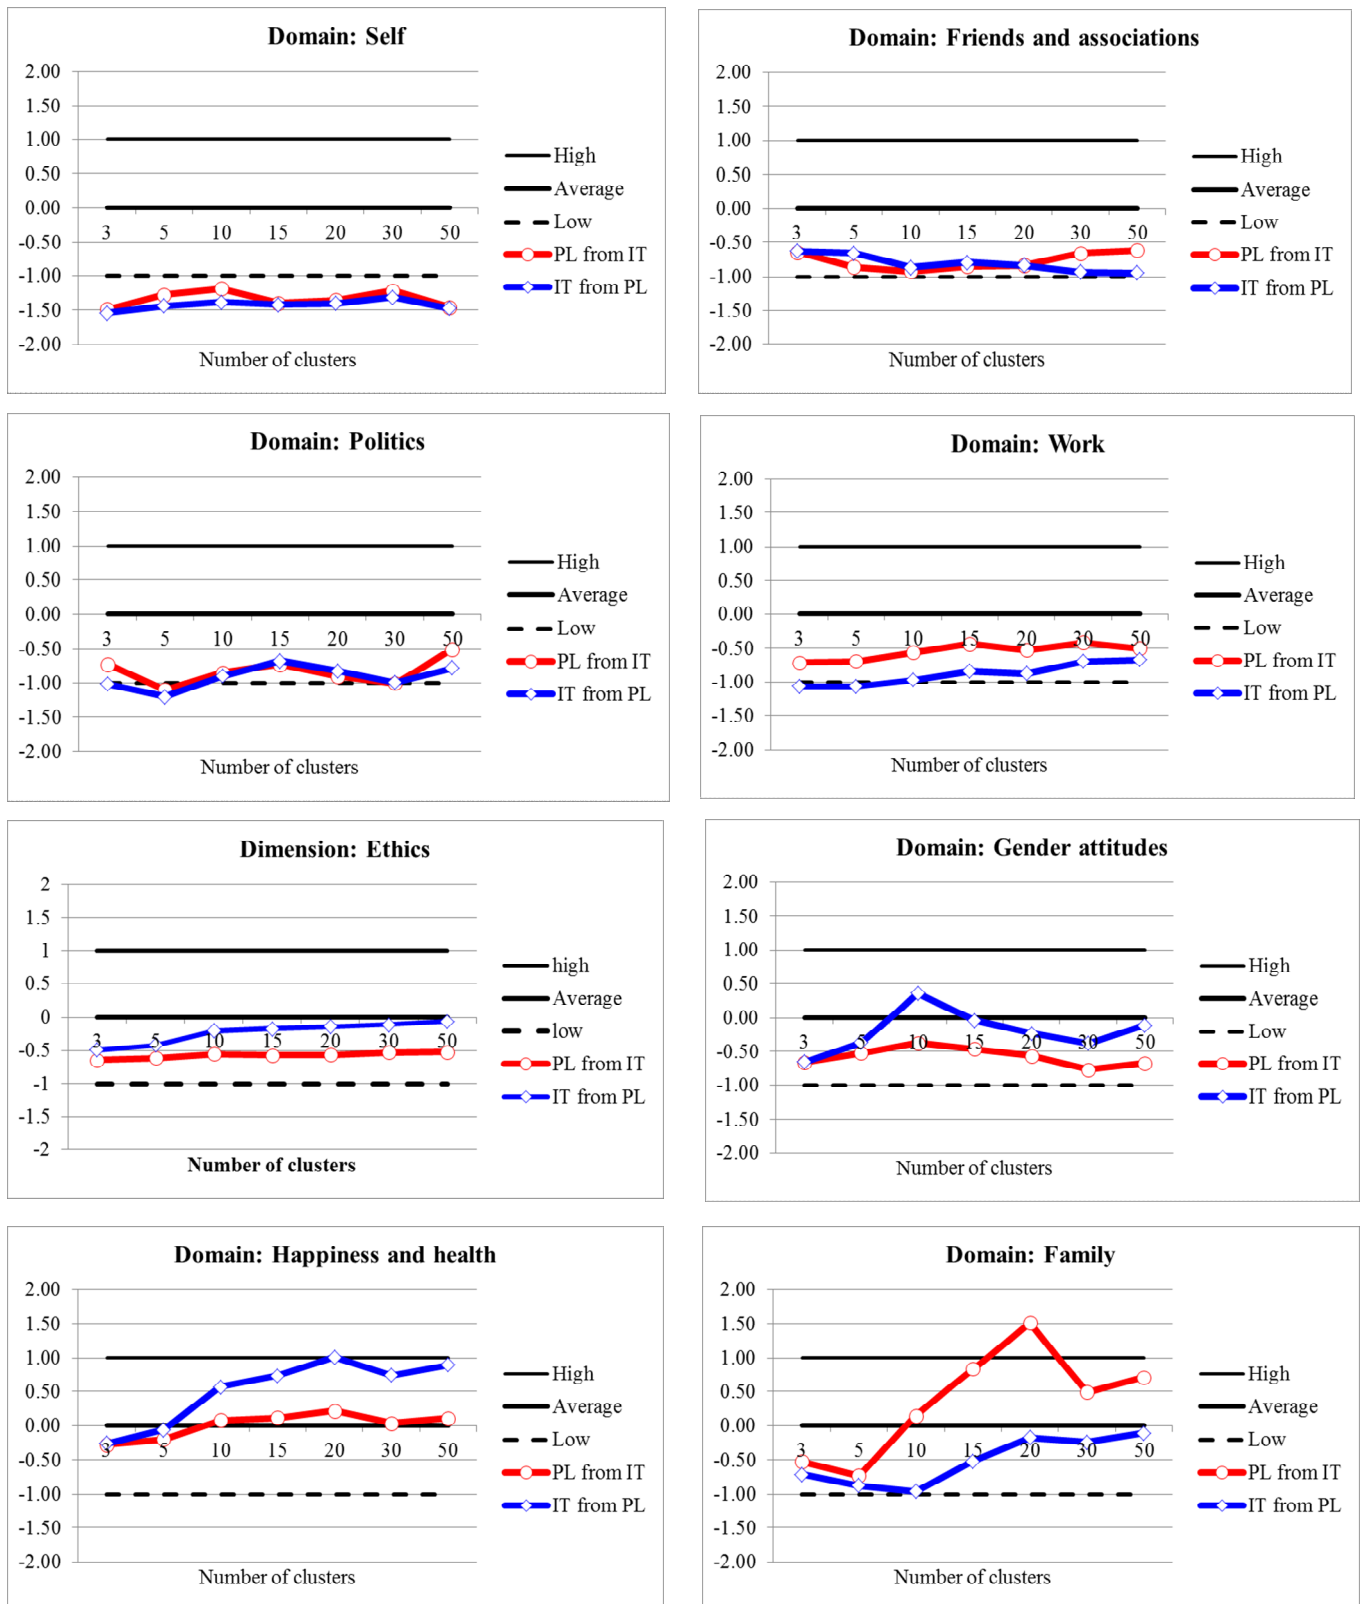 Domain: Self
2.00
1.50
1.00
0.50
0.00
-0.50
-1.00
-1.50
-2.00
3 5 10 15 20 30 50
Number of clusters
High
Average
Low
PL from IT
IT from PL
Domain: Friends and associations
2.00
1.50
1.00
0.50
0.00
-0.50
-1.00
-1.50
-2.00
3 5 10 15 20 30 50
Number of clusters
High
Average
Low
PL from IT
IT from PL
Domain: Politics
2.00
1.50
1.00
0.50
0.00
-0.50
-1.00
-1.50
-2.00
3 5 10 15 20 30 50
Number of clusters
High
Average
Low
PL from IT
IT from PL
Domain: Work
2.00
1.50
1.00
0.50
0.00
-0.50
-1.00
-1.50
-2.00
3 5 10 15 20 30 50
Number of clusters
High
Average
Low
PL from IT
IT from PL
Dimension: Ethics
2
1.5
1
0.5
0
-0.5
-1
-1.5
-2
3 5 10 15 20 30 50
Number of clusters
high
Average
low
PL from IT
IT from PL
Domain: Gender attitudes
2.00
1.50
1.00
0.50
0.00
-0.50
-1.00
-1.50
-2.00
3 5 10 15 20 30 50
Number of clusters
High
Average
Low
PL from IT
IT from PL
Domain: Happiness and health
2.00
1.50
1.00
0.50
0.00
-0.50
-1.00
-1.50
-2.00
3 5 10 15 20 30 50
Number of clusters
High
Average
Low
PL from IT
IT from PL
Domain: Family
2.00
1.50
1.00
0.50
0.00
-0.50
-1.00
-1.50
-2.00
3 5 10 15 20 30 50
Number of clusters
High
Average
Low
PL from IT
IT from PL